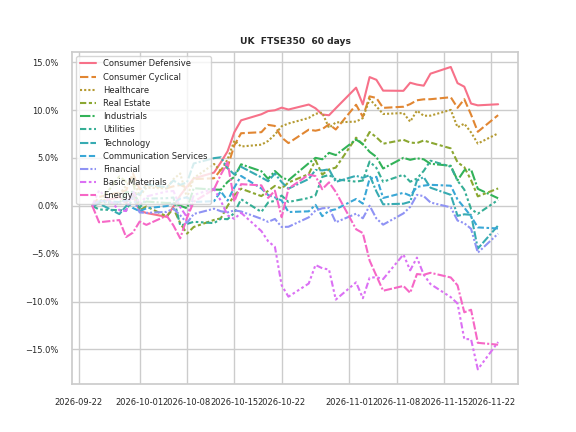 UK FTSE350 60 days
15.0%
10.0%
5.0%
0.0%
−5.0%
−10.0%
−15.0%
Consumer Defensive
Consumer Cyclical
Healthcare
Real Estate
Industrials
Utilities
Technology
Communication Services
Financial
Basic Materials
Energy
2026-09-22 2026-10-01 2026-10-08 2026-10-15 2026-10-22 2026-11-01 2026-11-08 2026-11-15 2026-11-22